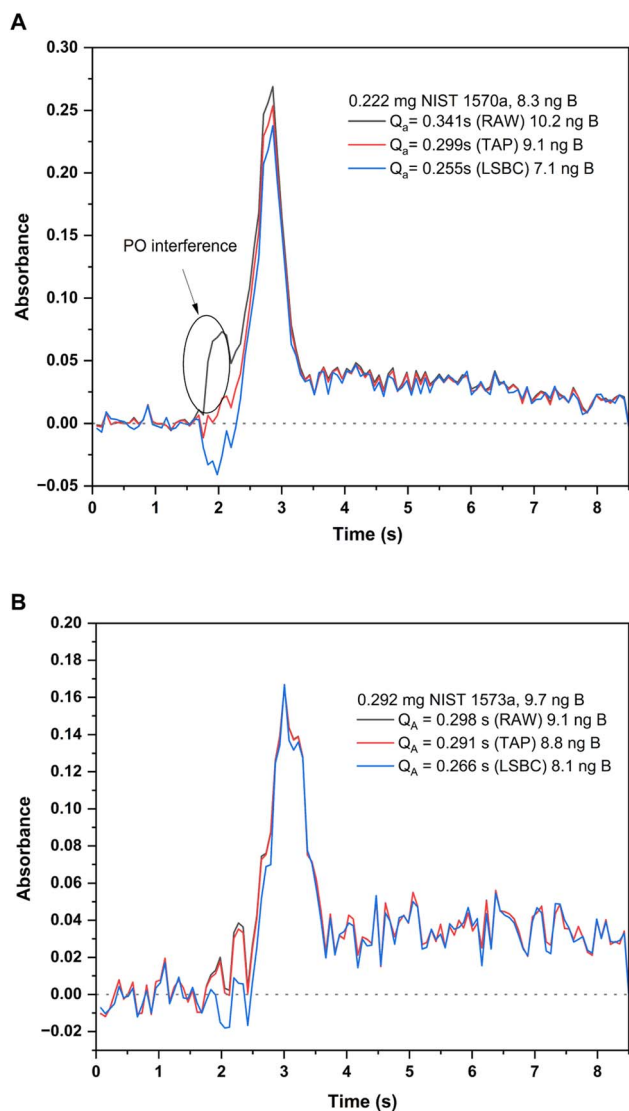 A
0.30
0.25
0.20
0.15
0.10
0.05
0.00
−0.05
Absorbance
0.222 mg NIST 1570a, 8.3 ng B
Qa= 0.341s (RAW) 10.2 ng B
Qa= 0.299s (TAP) 9.1 ng B
Qa= 0.255s (LSBC) 7.1 ng B
PO interference
0 1 2 3 4 5 6 7 8
Time (s)
B
0.20
0.18
0.16
0.14
0.12
0.10
0.08
0.06
0.04
0.02
0.00
−0.02
Absorbance
0.292 mg NIST 1573a, 9.7 ng B
QA = 0.298 s (RAW) 9.1 ng B
QA = 0.291 s (TAP) 8.8 ng B
QA = 0.266 s (LSBC) 8.1 ng B
0 1 2 3 4 5 6 7 8
Time (s)